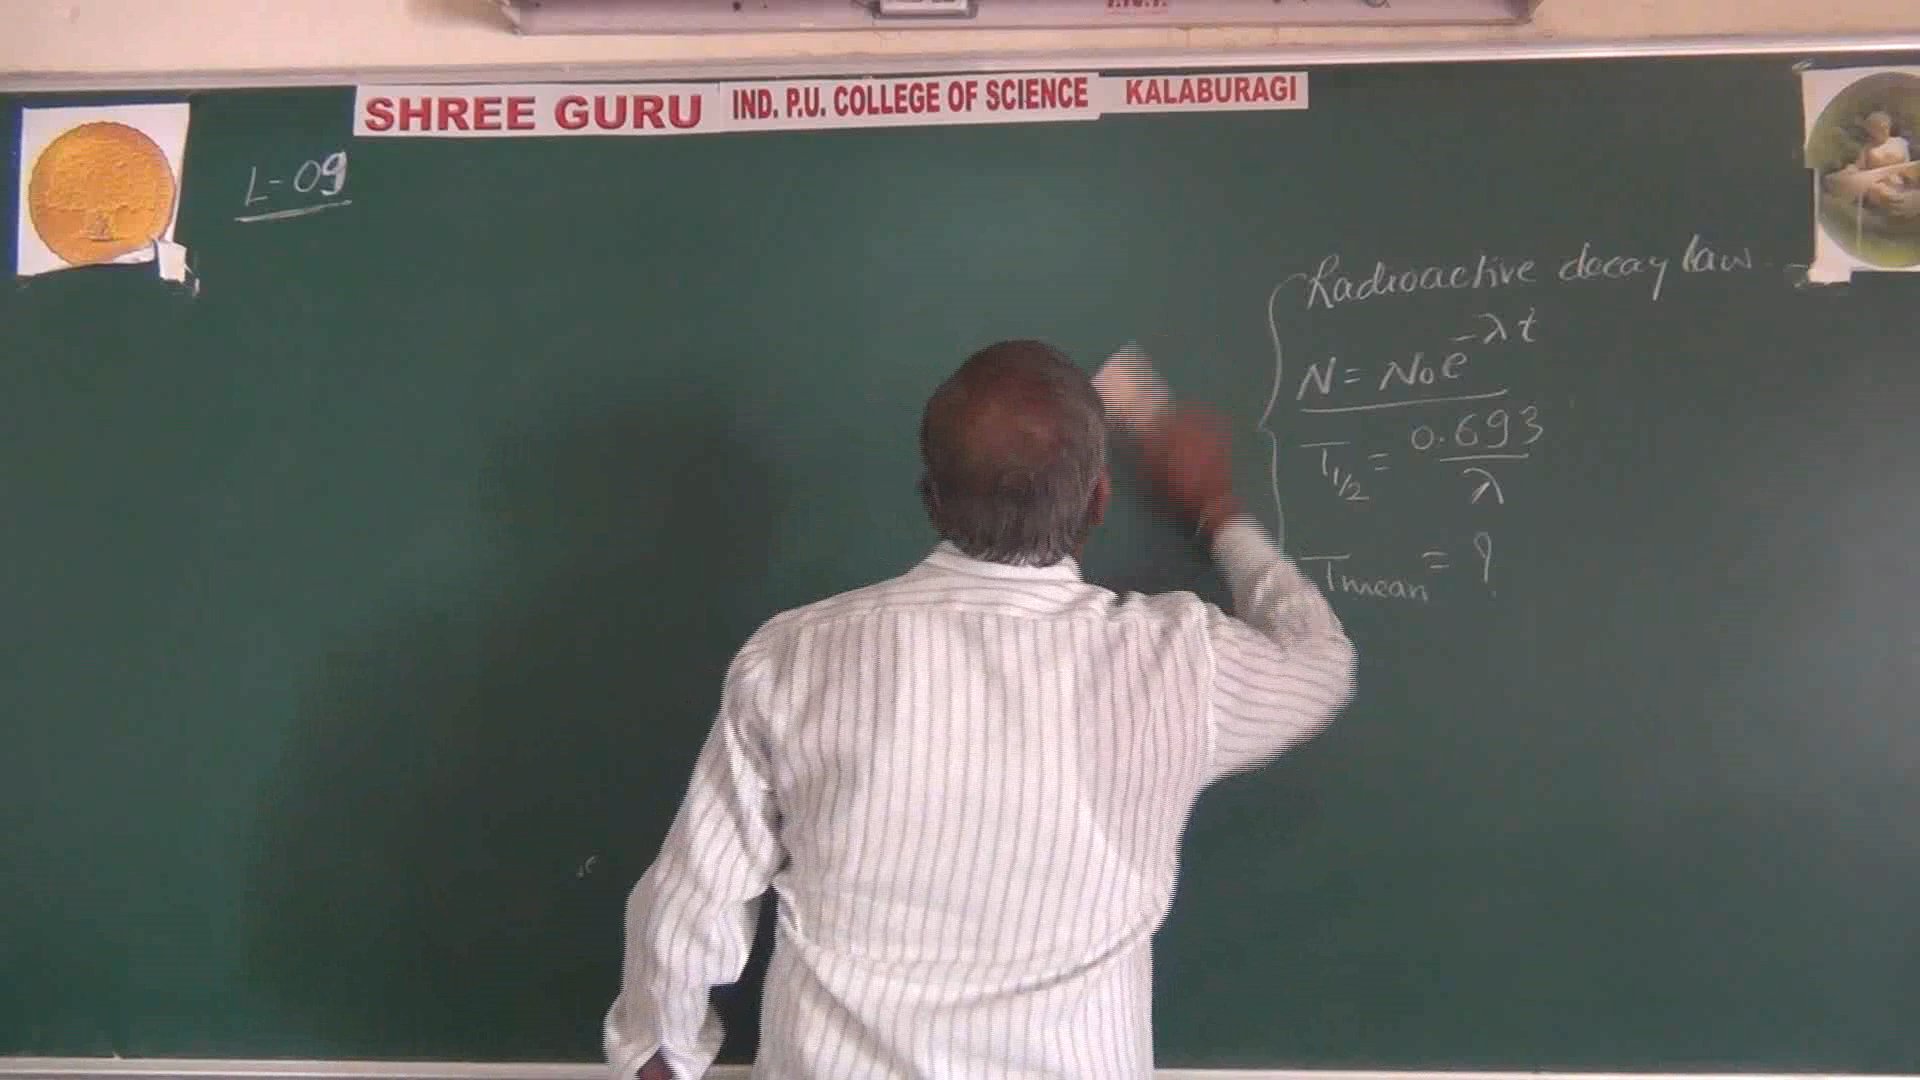 SHREE GURU IND. P.U. COLLEGE OF SCIENCE KALABURAGI
L-09
Radioactive decay law
N = N₀e^-λt
T1/2 = 0.693/λ
Tmean = ?